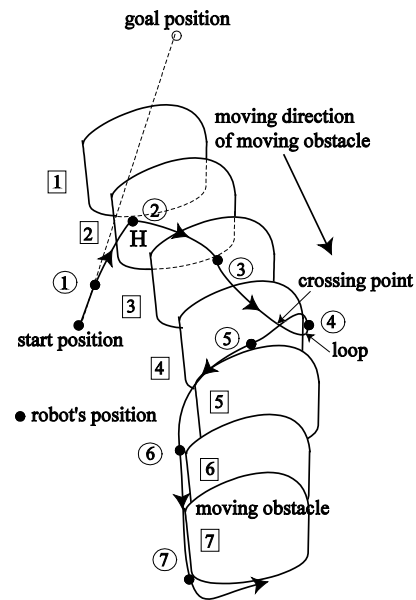 goal position
moving direction
of moving obstacle
1
2
2
H
1
3
3
crossing point
start position
4
5
loop
4
5
robot's position
6
6
moving obstacle
7
7